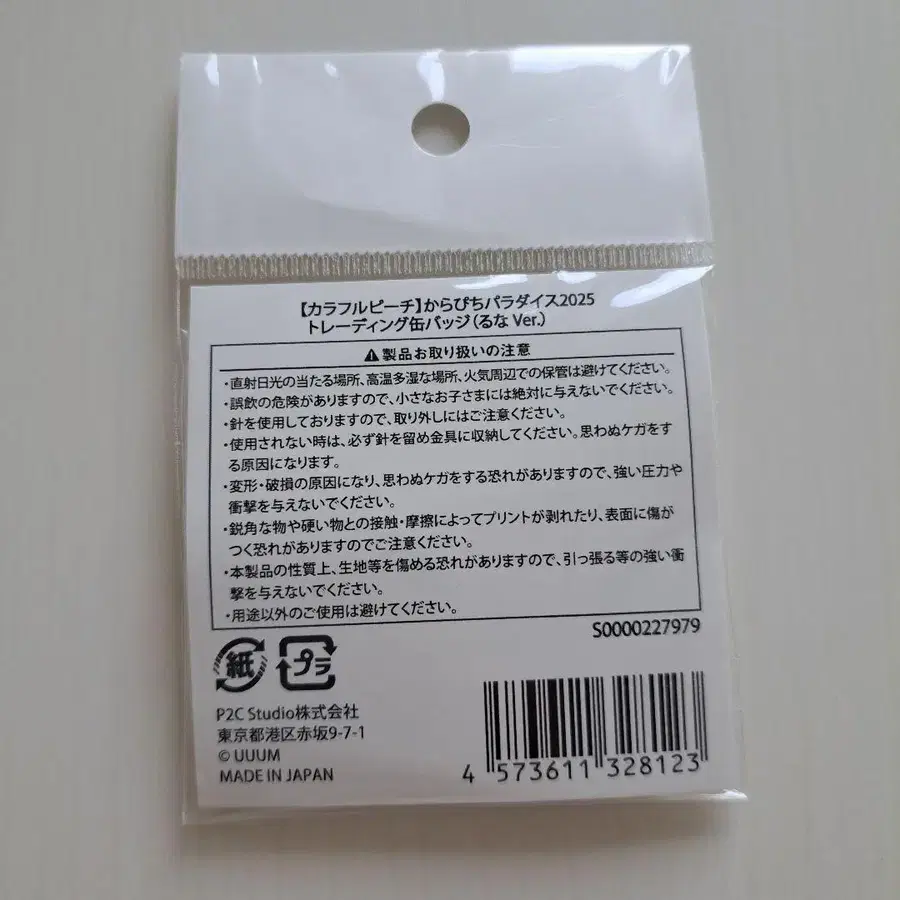 【カラフルピーチ】からぴちパラダイス2025
トレーディング缶バッジ(るな Ver.)
⚠製品お取り扱いの注意
・直射日光の当たる場所、高温多湿な場所、火気周辺での保管は避けてください。
・誤飲の危険がありますので、小さなお子さまには絶対に与えないでください。
・針を使用しておりますので、取り外しにはご注意ください。
・使用されない時は、必ず針を留め金具に収納してください。思わぬケガをす
る原因になります。
・変形・破損の原因になり、思わぬケガをする恐れがありますので、強い圧力や
衝撃を与えないでください。
・鋭角な物や硬い物との接触・摩擦によってプリントが剥れたり、表面に傷が
つく恐れがありますのでご注意ください。
・本製品の性質上、生地等を傷める恐れがありますので、引っ張る等の強い衝
撃を与えないでください。
・用途以外のご使用は避けてください。
S0000227979
紙 プラ
P2C Studio株式会社
東京都港区赤坂9-7-1
© UUUM
MADE IN JAPAN
4 573611 328123